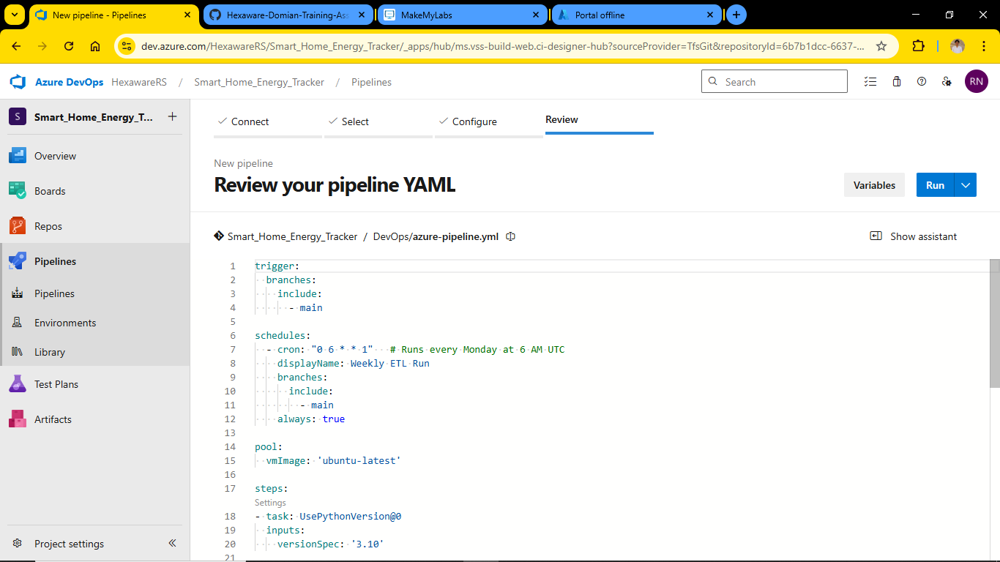 New pipeline - Pipelines
Hexaware-Domian-Training-Ass
MakeMyLabs
Portal offline
dev.azure.com/HexawareRS/Smart_Home_Energy_Tracker/_apps/hub/ms.vss-build-web.ci-designer-hub?sourceProvider=TfsGit&repositoryId=6b7b1dcc-6637-...
Azure DevOps HexawareRS / Smart_Home_Energy_Tracker / Pipelines
Search
RN
S Smart_Home_Energy_T...
Overview
Boards
Repos
Pipelines
Pipelines
Environments
Library
Test Plans
Artifacts
Project settings
Connect
Select
Configure
Review
New pipeline
Review your pipeline YAML
Variables
Run
Smart_Home_Energy_Tracker / DevOps/azure-pipeline.yml
Show assistant
1 trigger:
2 branches:
3 include:
4 - main
5
6 schedules:
7 - cron: "0 6 * * 1" # Runs every Monday at 6 AM UTC
8 displayName: Weekly ETL Run
9 branches:
10 include:
11 - main
12 always: true
13
14 pool:
15 vmImage: 'ubuntu-latest'
16
17 steps:
Settings
18 - task: UsePythonVersion@0
19 inputs:
20 versionSpec: '3.10'
21